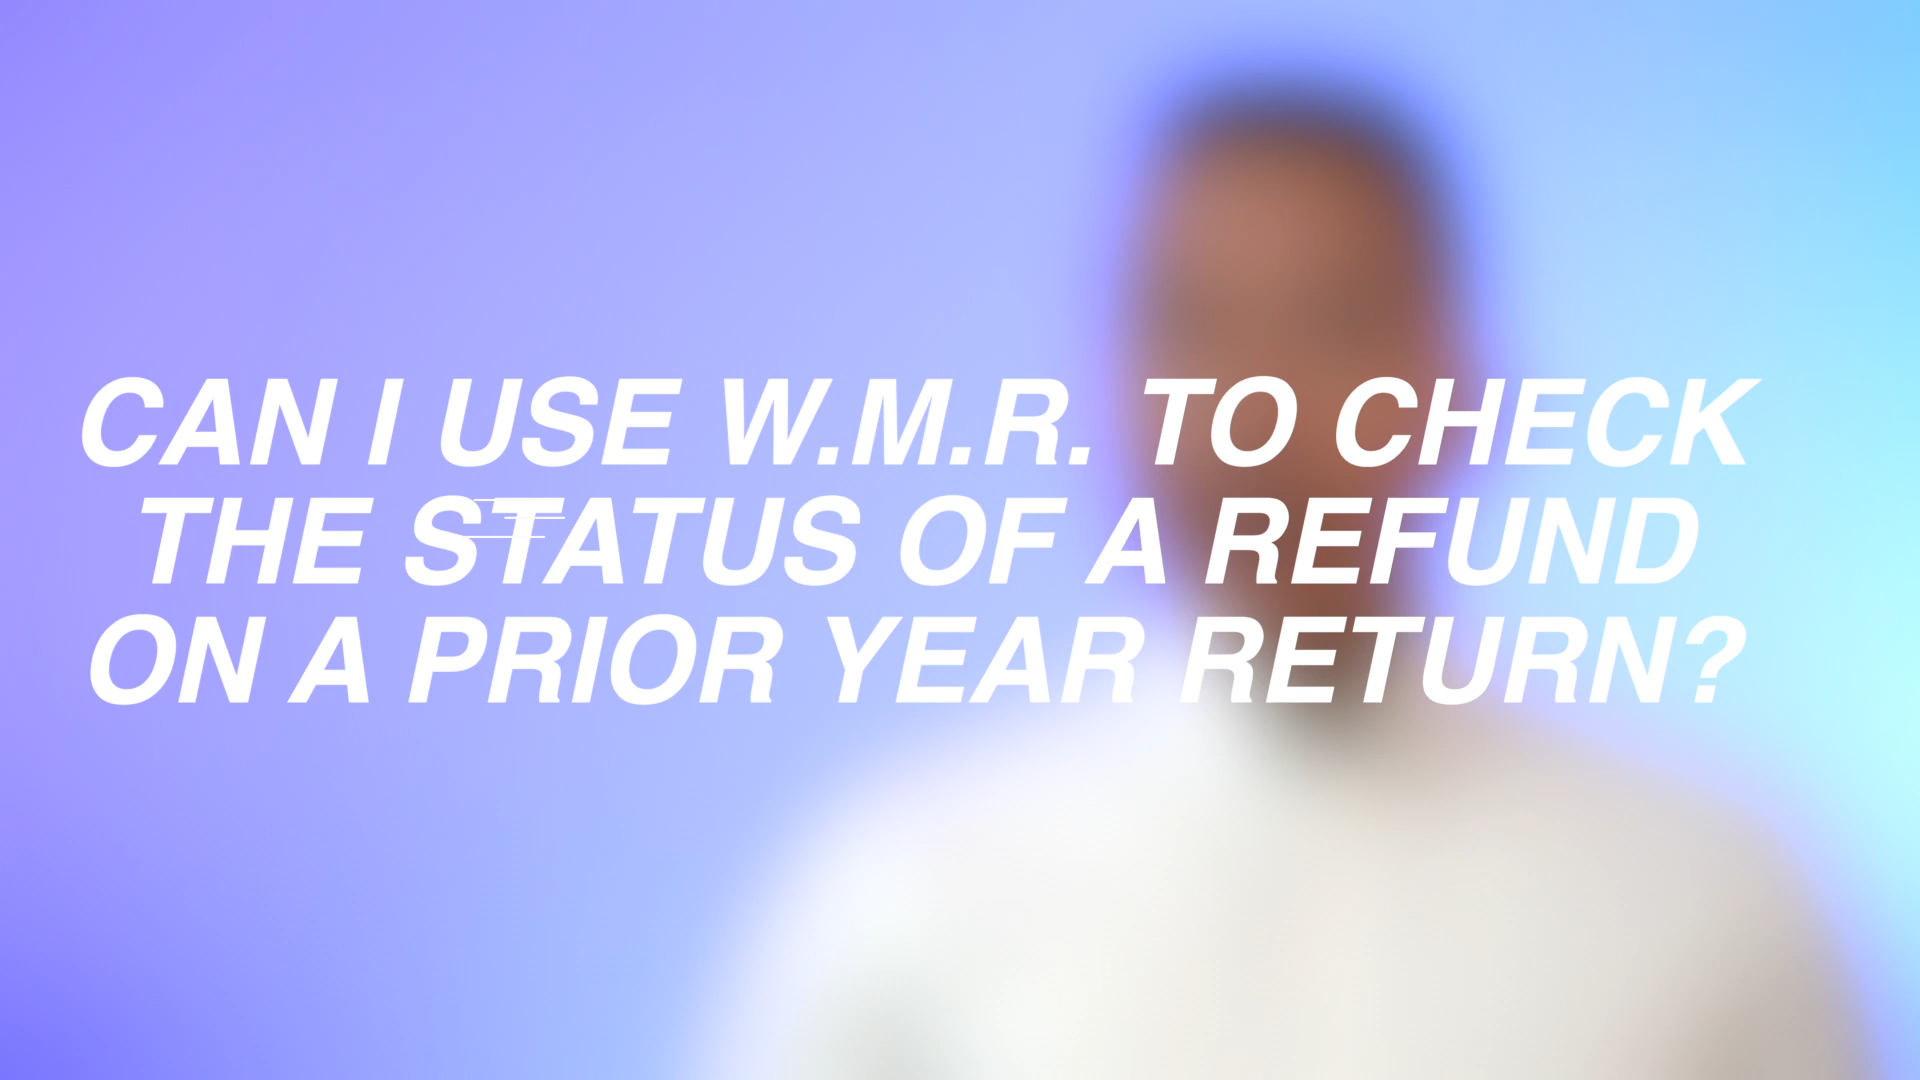 CAN I USE W.M.R. TO CHECK
THE STATUS OF A REFUND
ON A PRIOR YEAR RETURN?